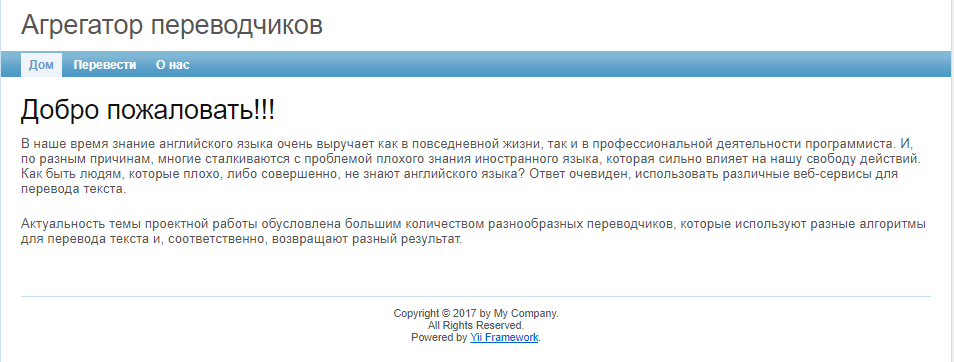 Агрегатор переводчиков
Дом Перевести О нас
Добро пожаловать!!!
В наше время знание английского языка очень выручает как в повседневной жизни, так и в профессиональной деятельности программиста. И,
по разным причинам, многие сталкиваются с проблемой плохого знания иностранного языка, которая сильно влияет на нашу свободу действий.
Как быть людям, которые плохо, либо совершенно, не знают английского языка? Ответ очевиден, использовать различные веб-сервисы для
перевода текста.
Актуальность темы проектной работы обусловлена большим количеством разнообразных переводчиков, которые используют разные алгоритмы
для перевода текста и, соответственно, возвращают разный результат.
Copyright © 2017 by My Company.
All Rights Reserved.
Powered by Yii Framework.